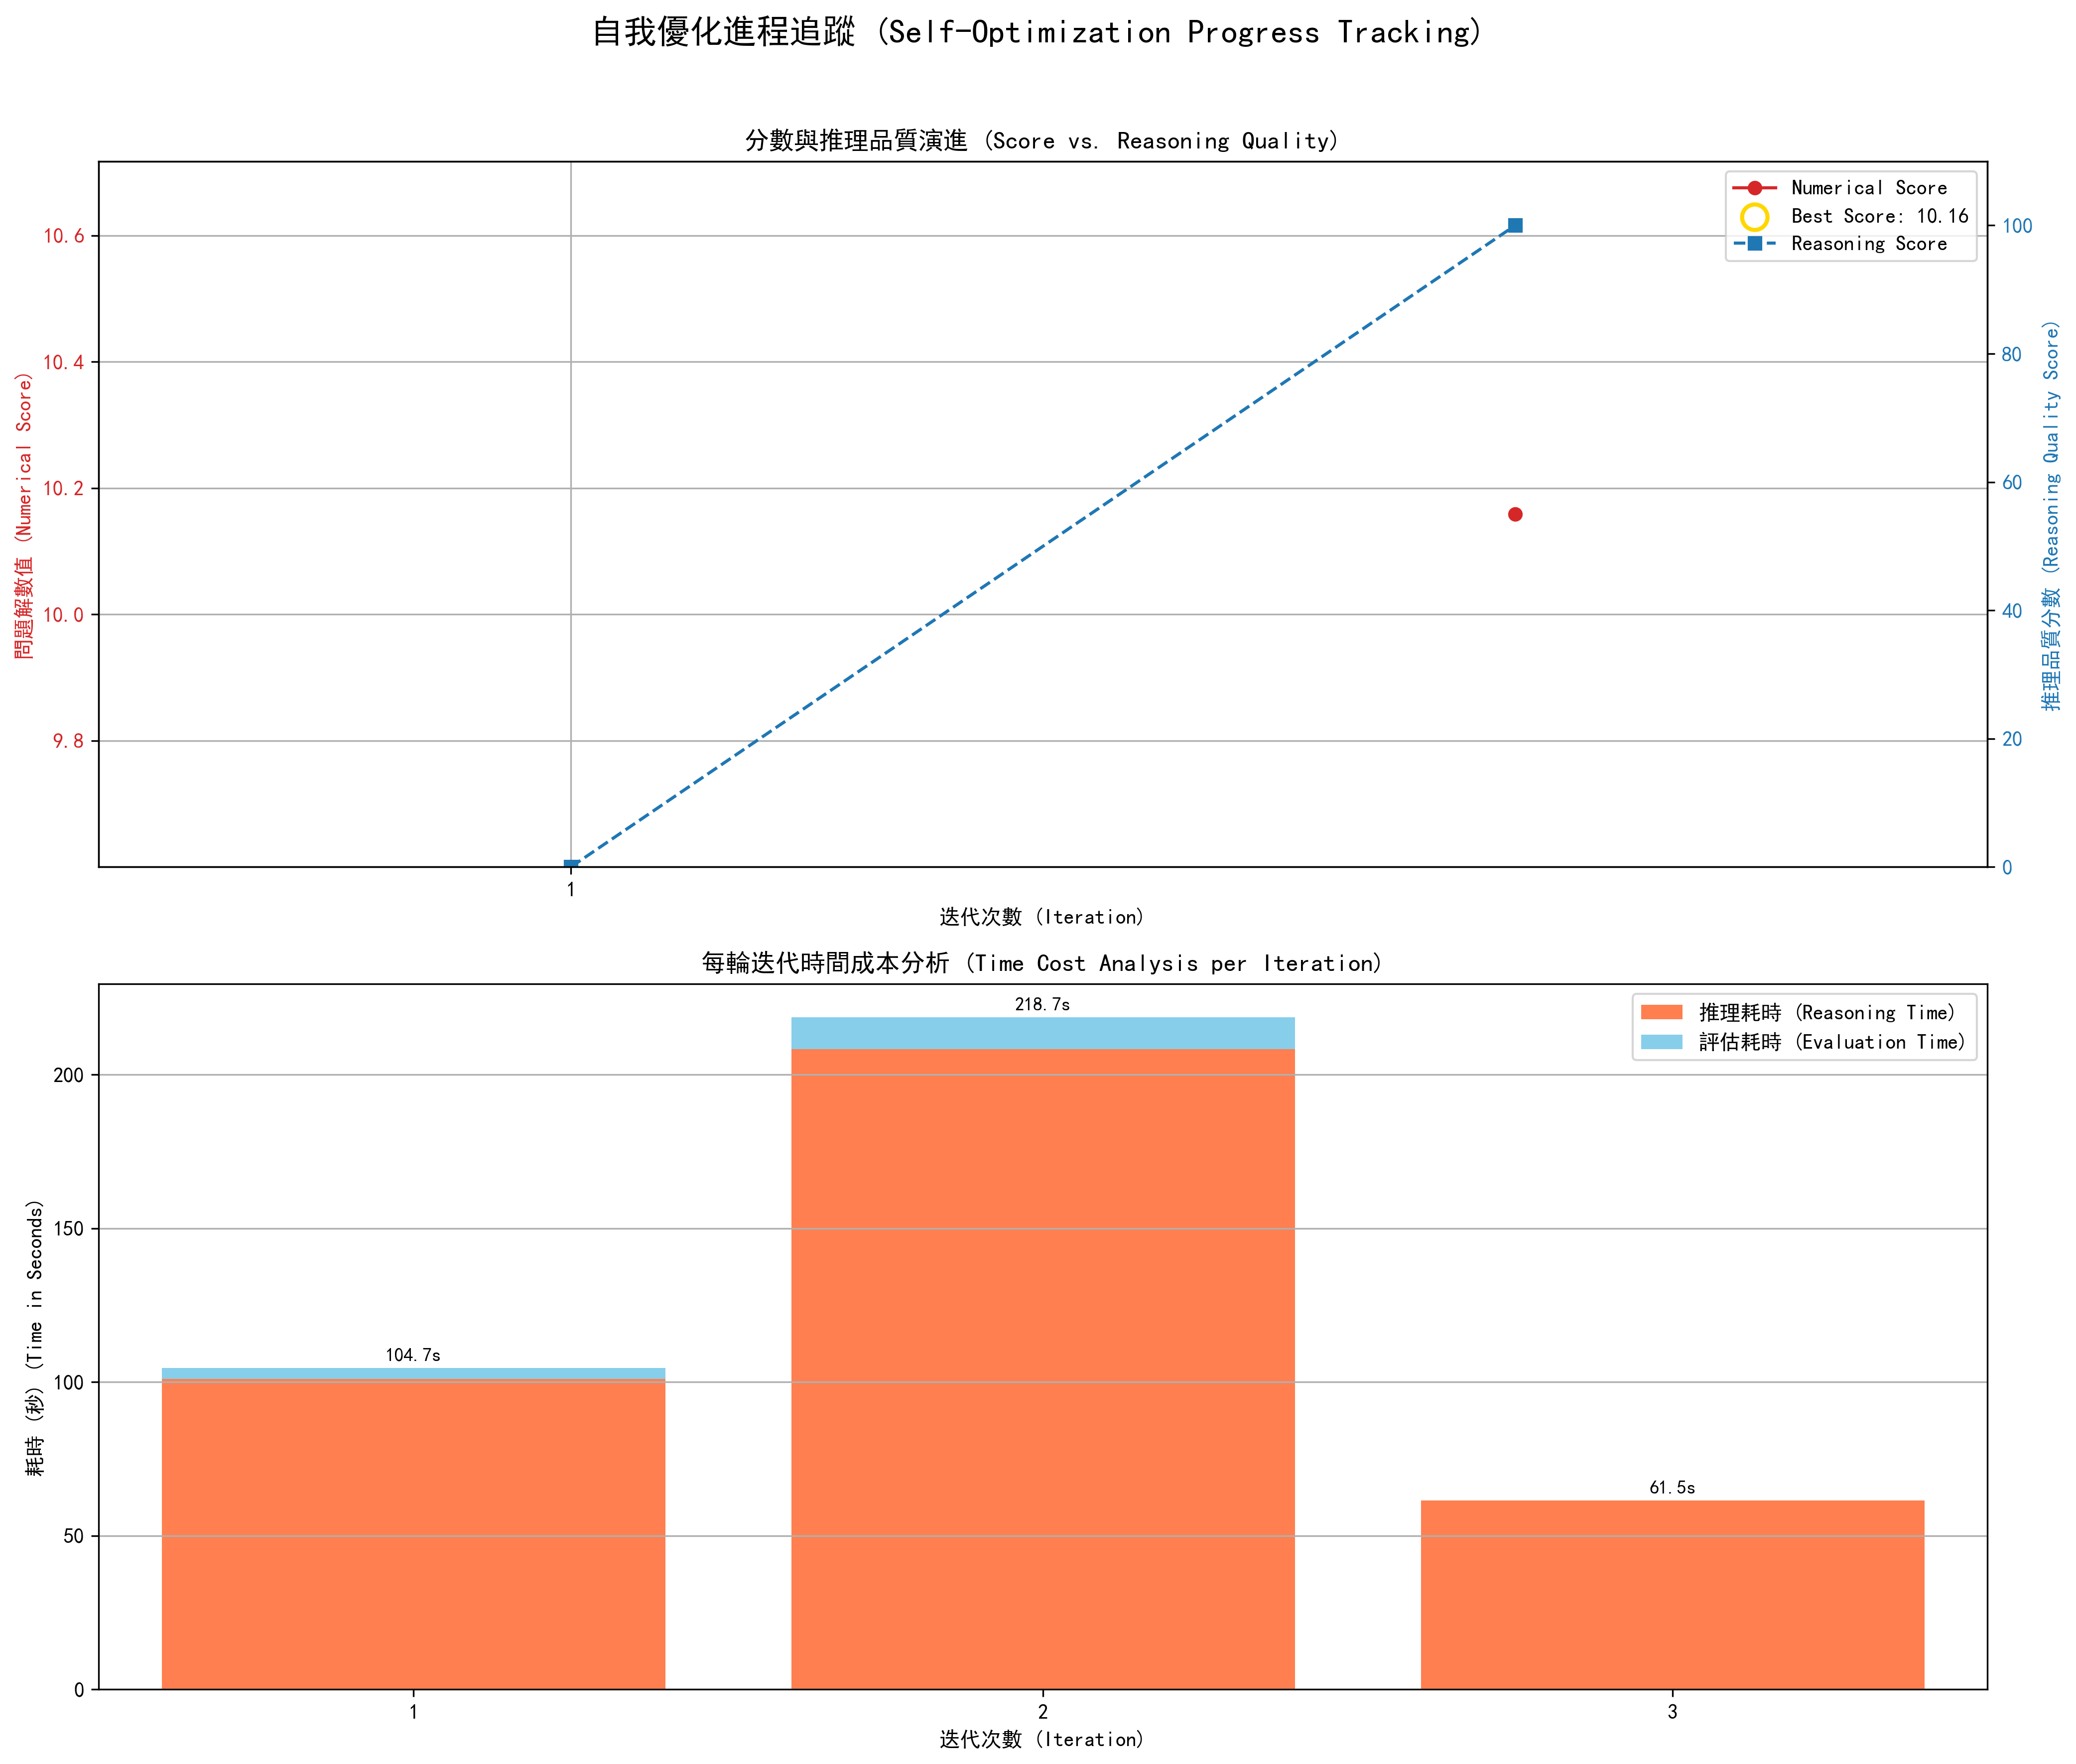 自我優化進程追蹤 (Self-Optimization Progress Tracking)
分數與推理品質演進 (Score vs. Reasoning Quality)
Numerical Score
Best Score: 10.16
Reasoning Score
問題解數值 (Numerical Score)
10.6
10.4
10.2
10.0
9.8
推理品質分數 (Reasoning Quality Score)
100
80
60
40
20
0
1
迭代次數 (Iteration)
每輪迭代時間成本分析 (Time Cost Analysis per Iteration)
推理耗時 (Reasoning Time)
評估耗時 (Evaluation Time)
耗時 (秒) (Time in Seconds)
200
150
100
50
0
104.7s
218.7s
61.5s
1
2
3
迭代次數 (Iteration)